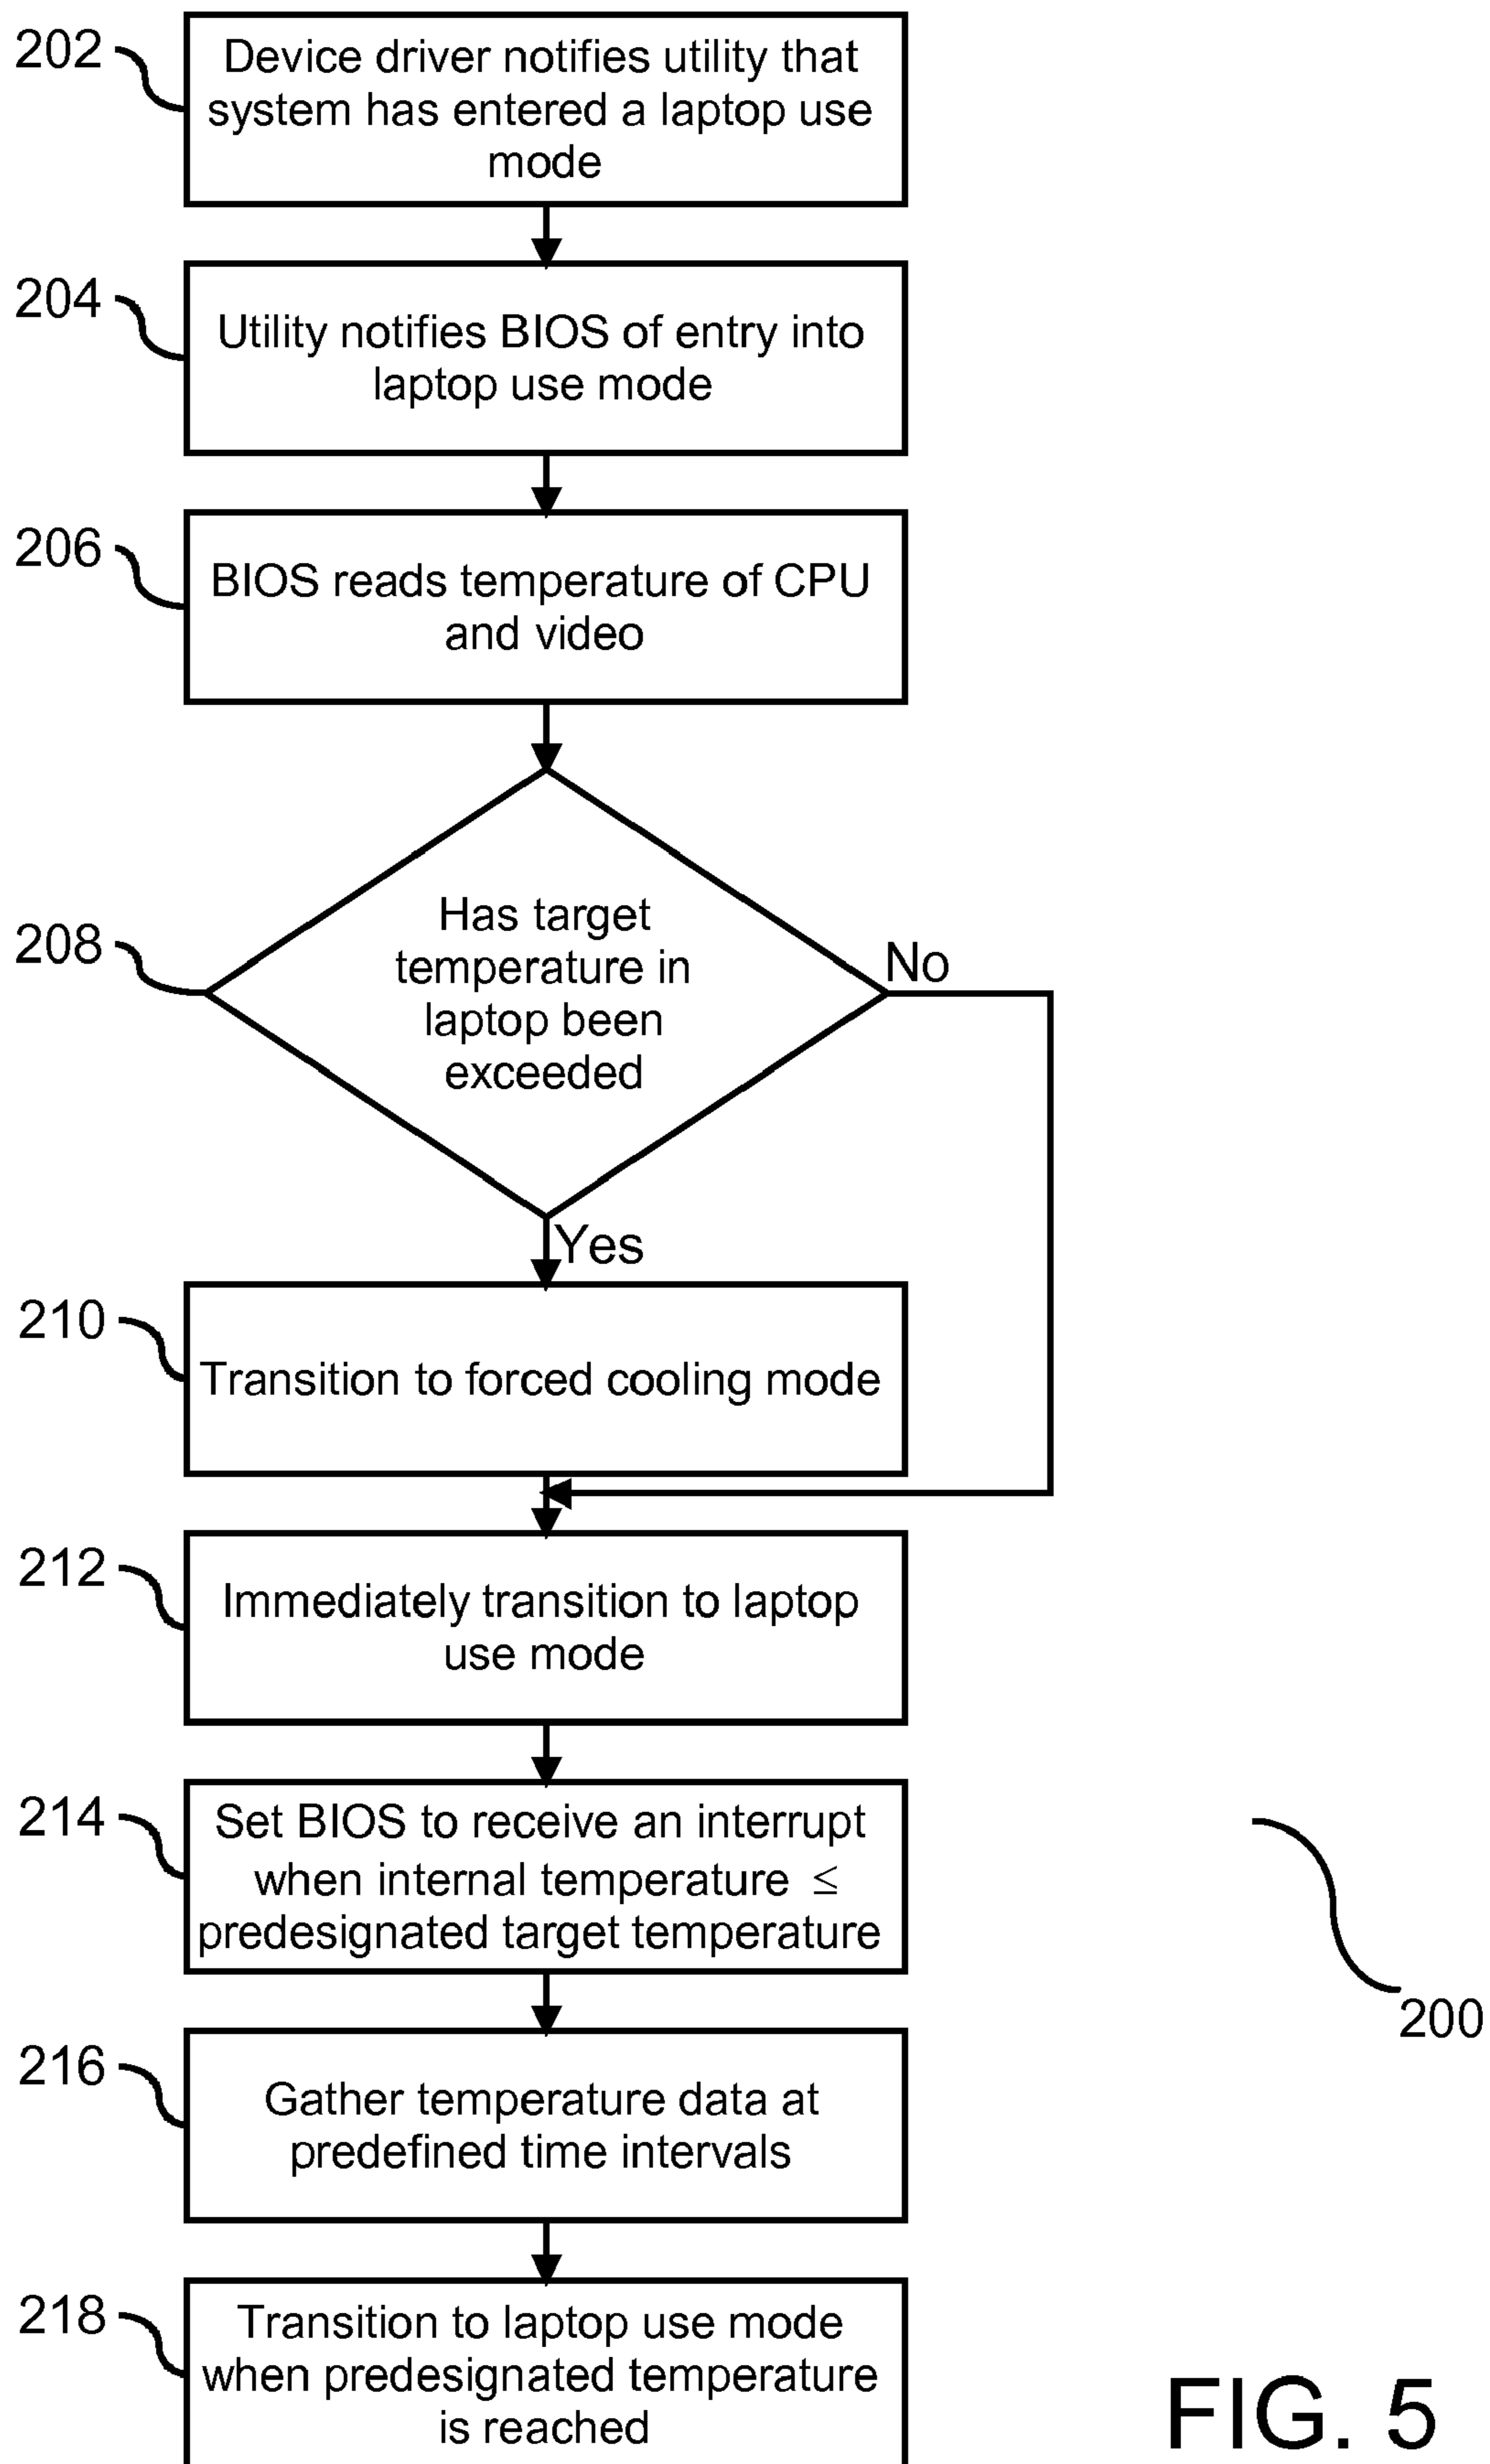 202
Device driver notifies utility that
system has entered a laptop use
mode
204
Utility notifies BIOS of entry into
laptop use mode
206
BIOS reads temperature of CPU
and video
208
Has target
temperature in
laptop been
exceeded
No
Yes
210
Transition to forced cooling mode
212
Immediately transition to laptop
use mode
214
Set BIOS to receive an interrupt
when internal temperature ≤
predesignated target temperature
200
216
Gather temperature data at
predefined time intervals
218
Transition to laptop use mode
when predesignated temperature
is reached
FIG. 5